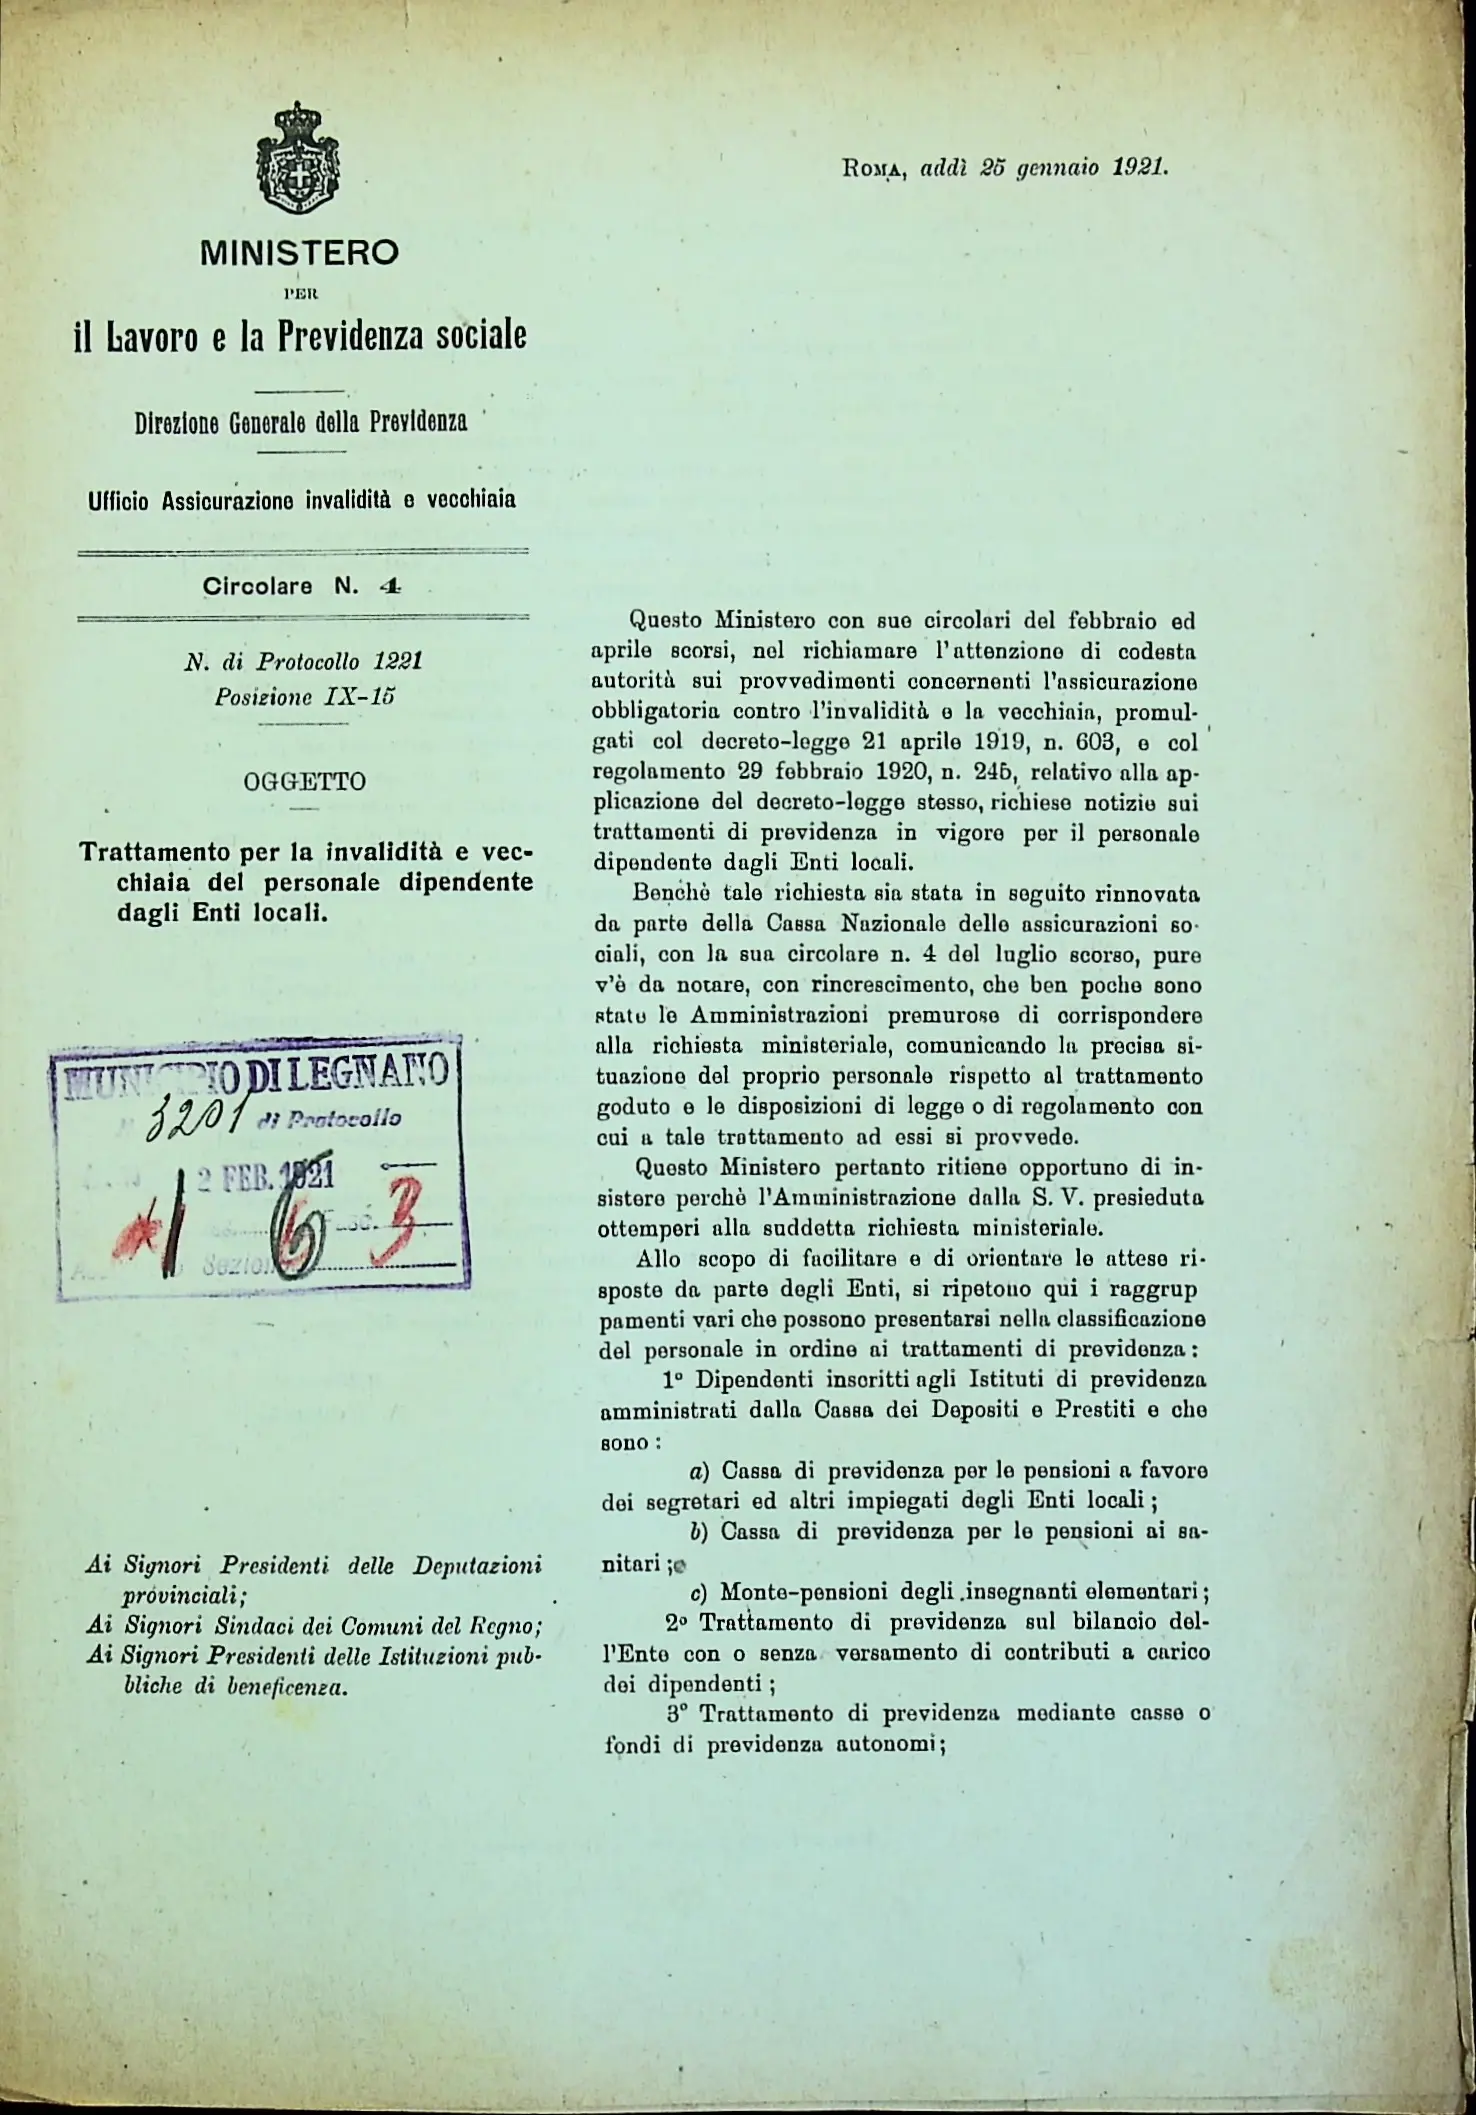 MINISTERO
PER
il Lavoro e la Previdenza sociale
Direzione Generale della Previdenza
Ufficio Assicurazione invalidità e vecchiaia
Circolare N. 4
N. di Protocollo 1221
Posizione IX-15
OGGETTO
Trattamento per la invalidità e vec-
chiaia del personale dipendente
dagli Enti locali.
MUNICIPIO DI LEGNANO
3201 di Protocollo
2 FEB. 1921
1 6 3
Sezion
Ai Signori Presidenti delle Deputazioni
provinciali;
Ai Signori Sindaci dei Comuni del Regno;
Ai Signori Presidenti delle Istituzioni pub-
bliche di beneficenza.
ROMA, addì 25 gennaio 1921.
Questo Ministero con sue circolari del febbraio ed
aprile scorsi, nel richiamare l'attenzione di codesta
autorità sui provvedimenti concernenti l'assicurazione
obbligatoria contro l'invalidità e la vecchiaia, promul-
gati col decreto-legge 21 aprile 1919, n. 603, e col
regolamento 29 febbraio 1920, n. 245, relativo alla ap-
plicazione del decreto-legge stesso, richiese notizie sui
trattamenti di previdenza in vigore per il personale
dipendente dagli Enti locali.
Benchè tale richiesta sia stata in seguito rinnovata
da parte della Cassa Nazionale delle assicurazioni so-
ciali, con la sua circolare n. 4 del luglio scorso, pure
v'è da notare, con rincrescimento, che ben poche sono
state le Amministrazioni premurose di corrispondere
alla richiesta ministeriale, comunicando la precisa si-
tuazione del proprio personale rispetto al trattamento
goduto e le disposizioni di legge o di regolamento con
cui a tale trattamento ad essi si provvede.
Questo Ministero pertanto ritiene opportuno di in-
sistere perchè l'Amministrazione dalla S. V. presieduta
ottemperi alla suddetta richiesta ministeriale.
Allo scopo di facilitare e di orientare le attese ri-
sposte da parte degli Enti, si ripetono qui i raggrup
pamenti vari che possono presentarsi nella classificazione
del personale in ordine ai trattamenti di previdenza:
1° Dipendenti inscritti agli Istituti di previdenza
amministrati dalla Cassa dei Depositi e Prestiti e che
sono:
a) Cassa di previdenza per le pensioni a favore
dei segretari ed altri impiegati degli Enti locali;
b) Cassa di previdenza per le pensioni ai sa-
nitari;
c) Monte-pensioni degli insegnanti elementari;
2° Trattamento di previdenza sul bilancio del-
l'Ente con o senza versamento di contributi a carico
dei dipendenti;
3° Trattamento di previdenza mediante casse o
fondi di previdenza autonomi;